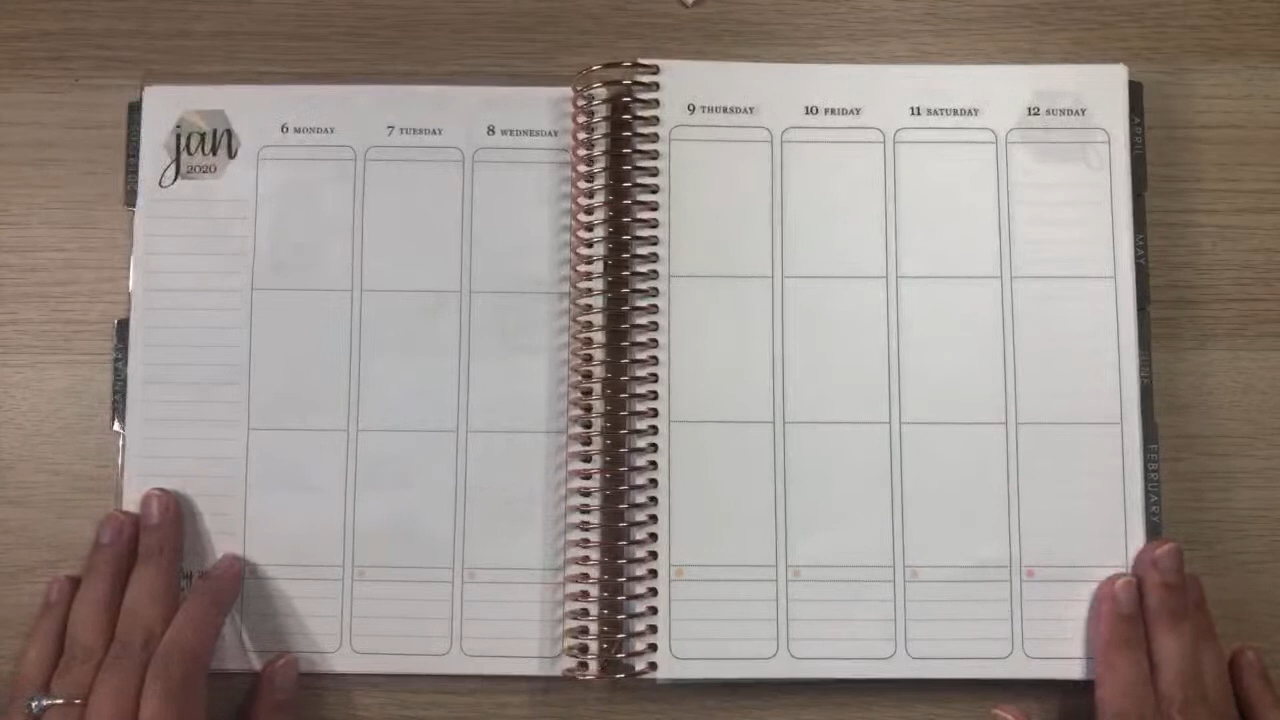 jan
2020
6 MONDAY
7 TUESDAY
8 WEDNESDAY
9 THURSDAY
10 FRIDAY
11 SATURDAY
12 SUNDAY
JANUARY
APRIL
MAY
JUNE
FEBRUARY